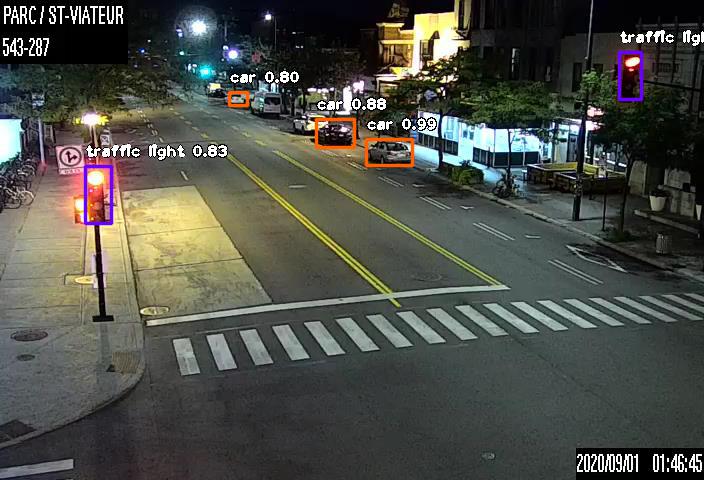 PARC / ST-VIATEUR
543-287
traffic ligh
car 0.80
car 0.88
car 0.99
traffic light 0.83
2020/09/01 01:46:45